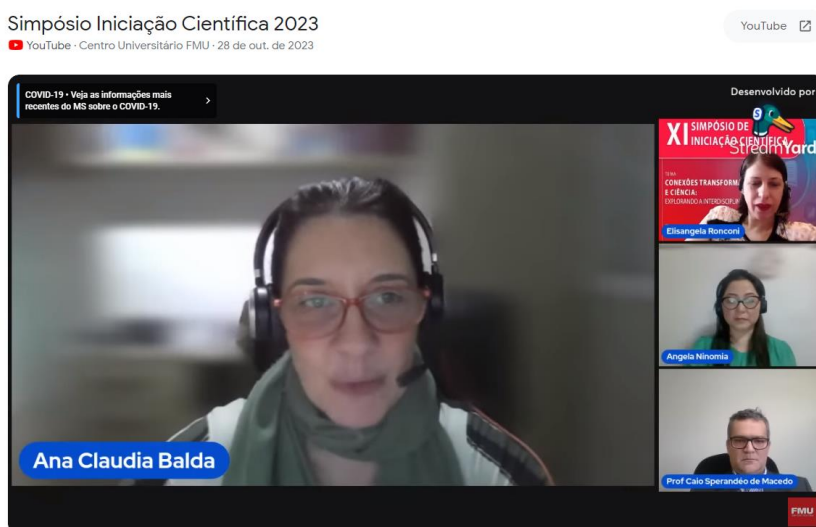 Simpósio Iniciação Científica 2023
YouTube · Centro Universitário FMU · 28 de out. de 2023
YouTube
COVID-19 • Veja as informações mais
recentes do MS sobre o COVID-19.
Desenvolvido por
S
StreamYard
XI SIMPÓSIO DE
INICIAÇÃO CIENTÍFICA
TEMA
CONEXÕES TRANSFORM
E CIÊNCIA:
EXPLORANDO A INTERDISCIPLIN
Elisangela Ronconi
Angela Ninomia
Ana Claudia Balda
Prof Caio Sperandéo de Macedo
FMU